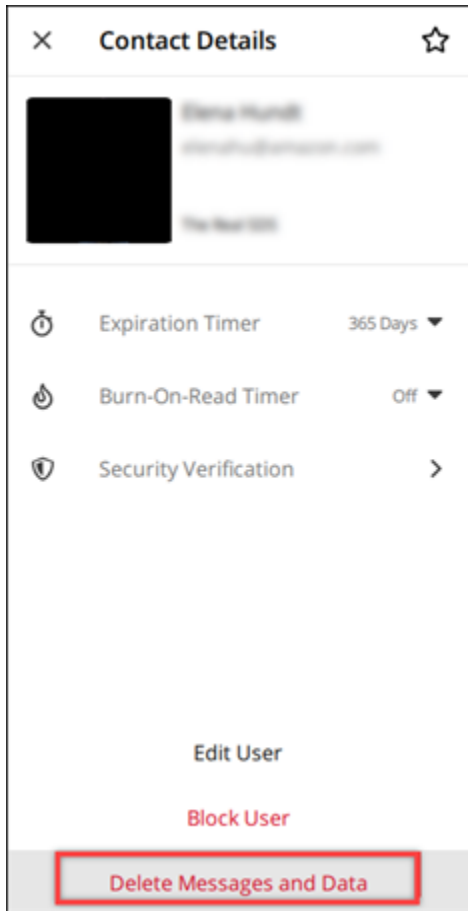 Contact Details
Expiration Timer 365 Days
Burn-On-Read Timer Off
Security Verification
Edit User
Block User
Delete Messages and Data